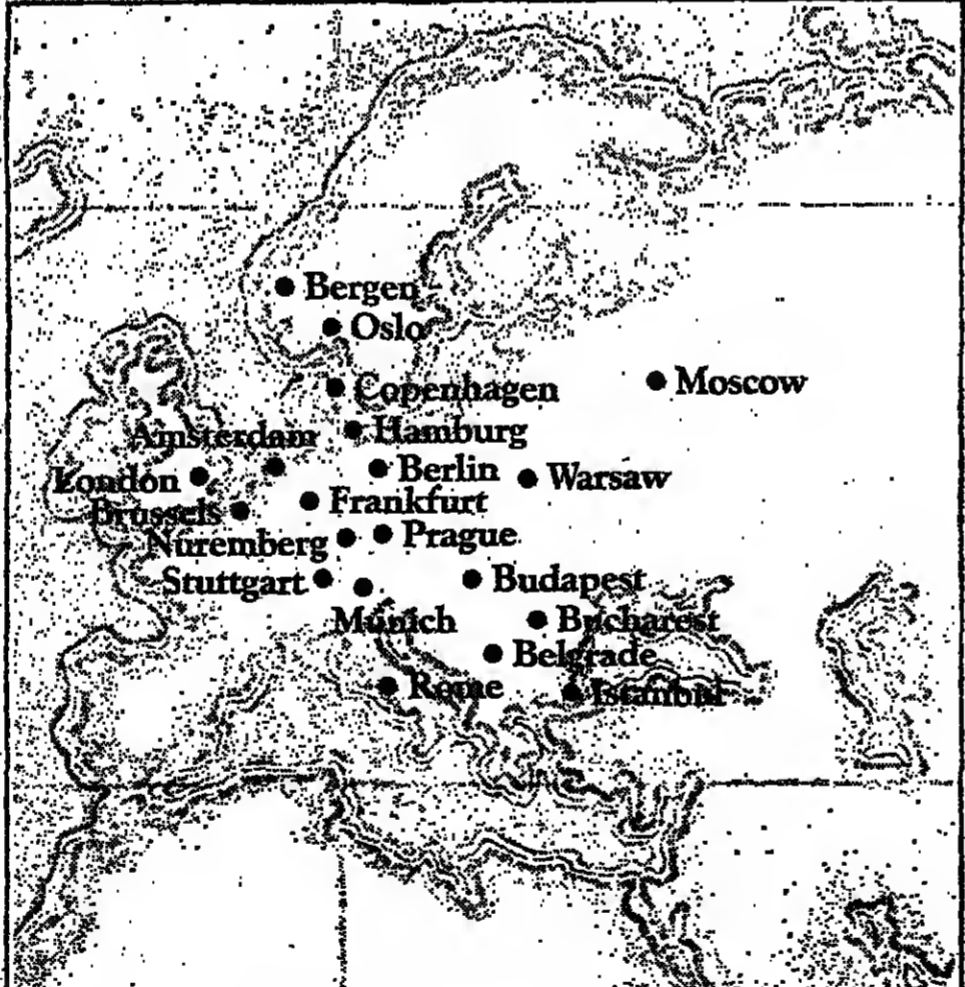 Bergen
Oslo
Copenhagen
Moscow
Amsterdam
Hamburg
London
Berlin
Warsaw
Brussels
Frankfurt
Nuremberg
Prague
Stuttgart
Budapest
Munich
Bucharest
Belgrade
Rome
Istanbul